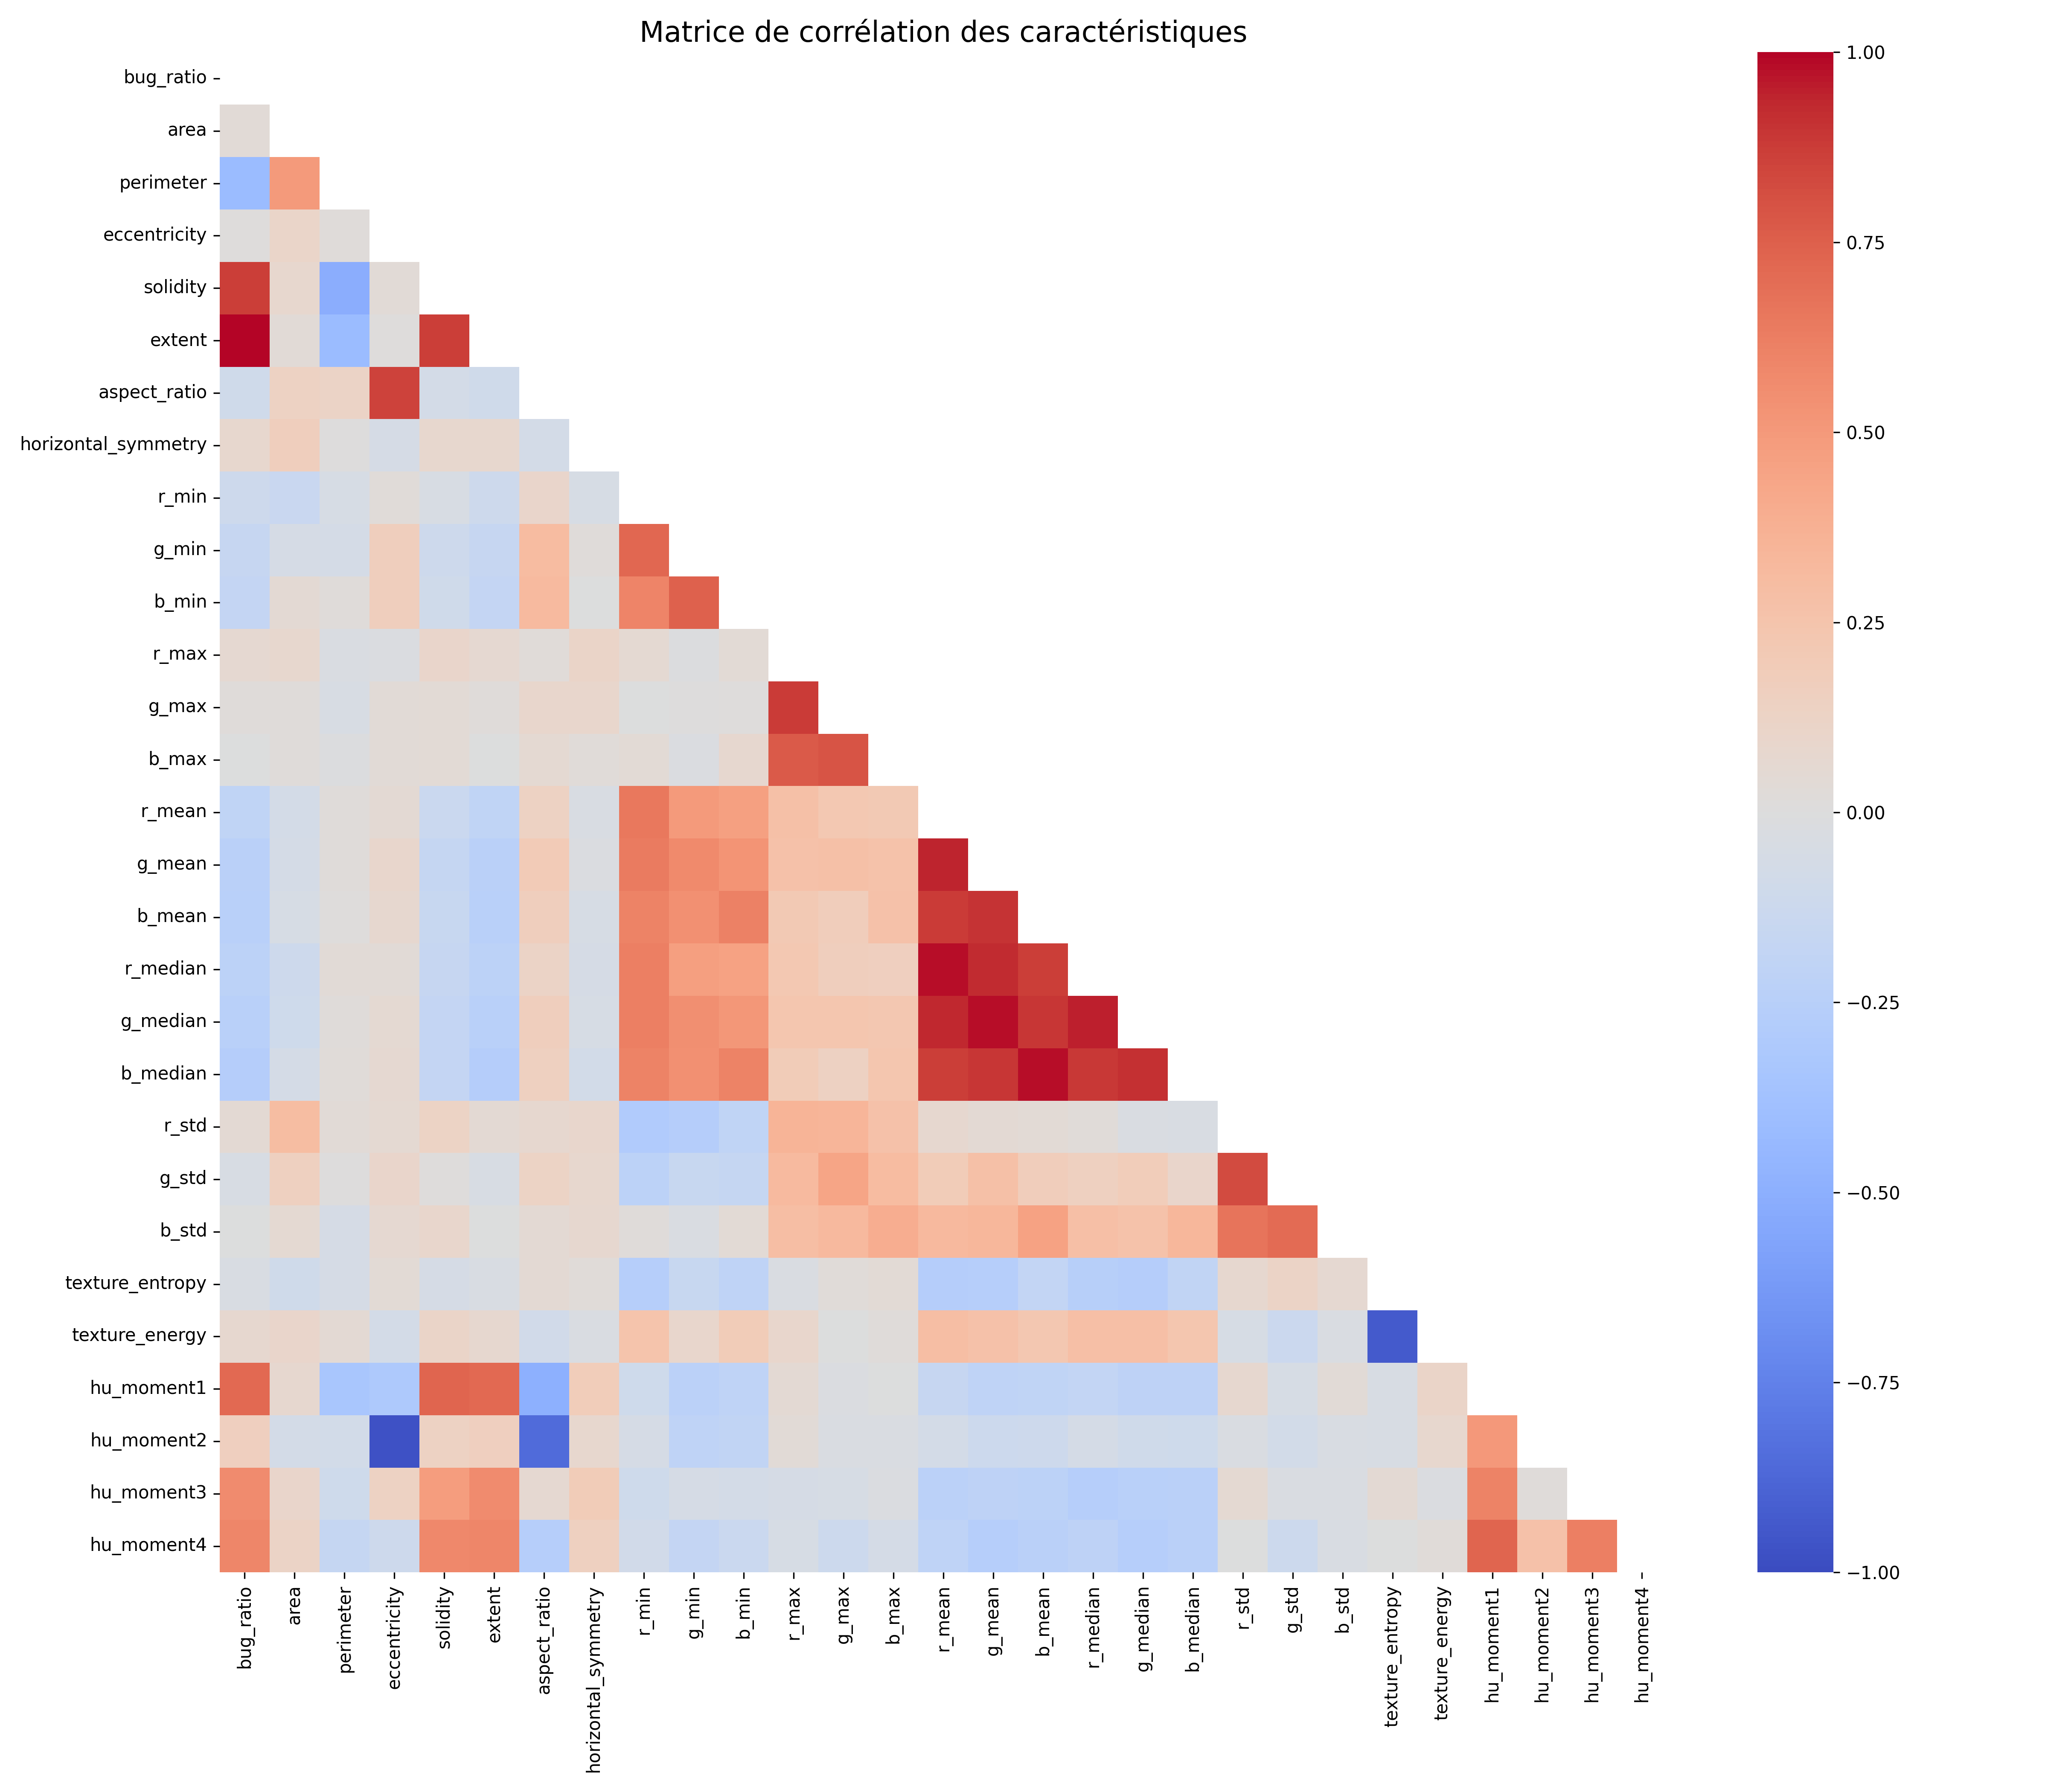 Matrice de corrélation des caractéristiques
bug_ratio
area
perimeter
eccentricity
solidity
extent
aspect_ratio
horizontal_symmetry
r_min
g_min
b_min
r_max
g_max
b_max
r_mean
g_mean
b_mean
r_median
g_median
b_median
r_std
g_std
b_std
texture_entropy
texture_energy
hu_moment1
hu_moment2
hu_moment3
hu_moment4
bug_ratio
area
perimeter
eccentricity
solidity
extent
aspect_ratio
horizontal_symmetry
r_min
g_min
b_min
r_max
g_max
b_max
r_mean
g_mean
b_mean
r_median
g_median
b_median
r_std
g_std
b_std
texture_entropy
texture_energy
hu_moment1
hu_moment2
hu_moment3
hu_moment4
1.00
0.75
0.50
0.25
0.00
−0.25
−0.50
−0.75
−1.00